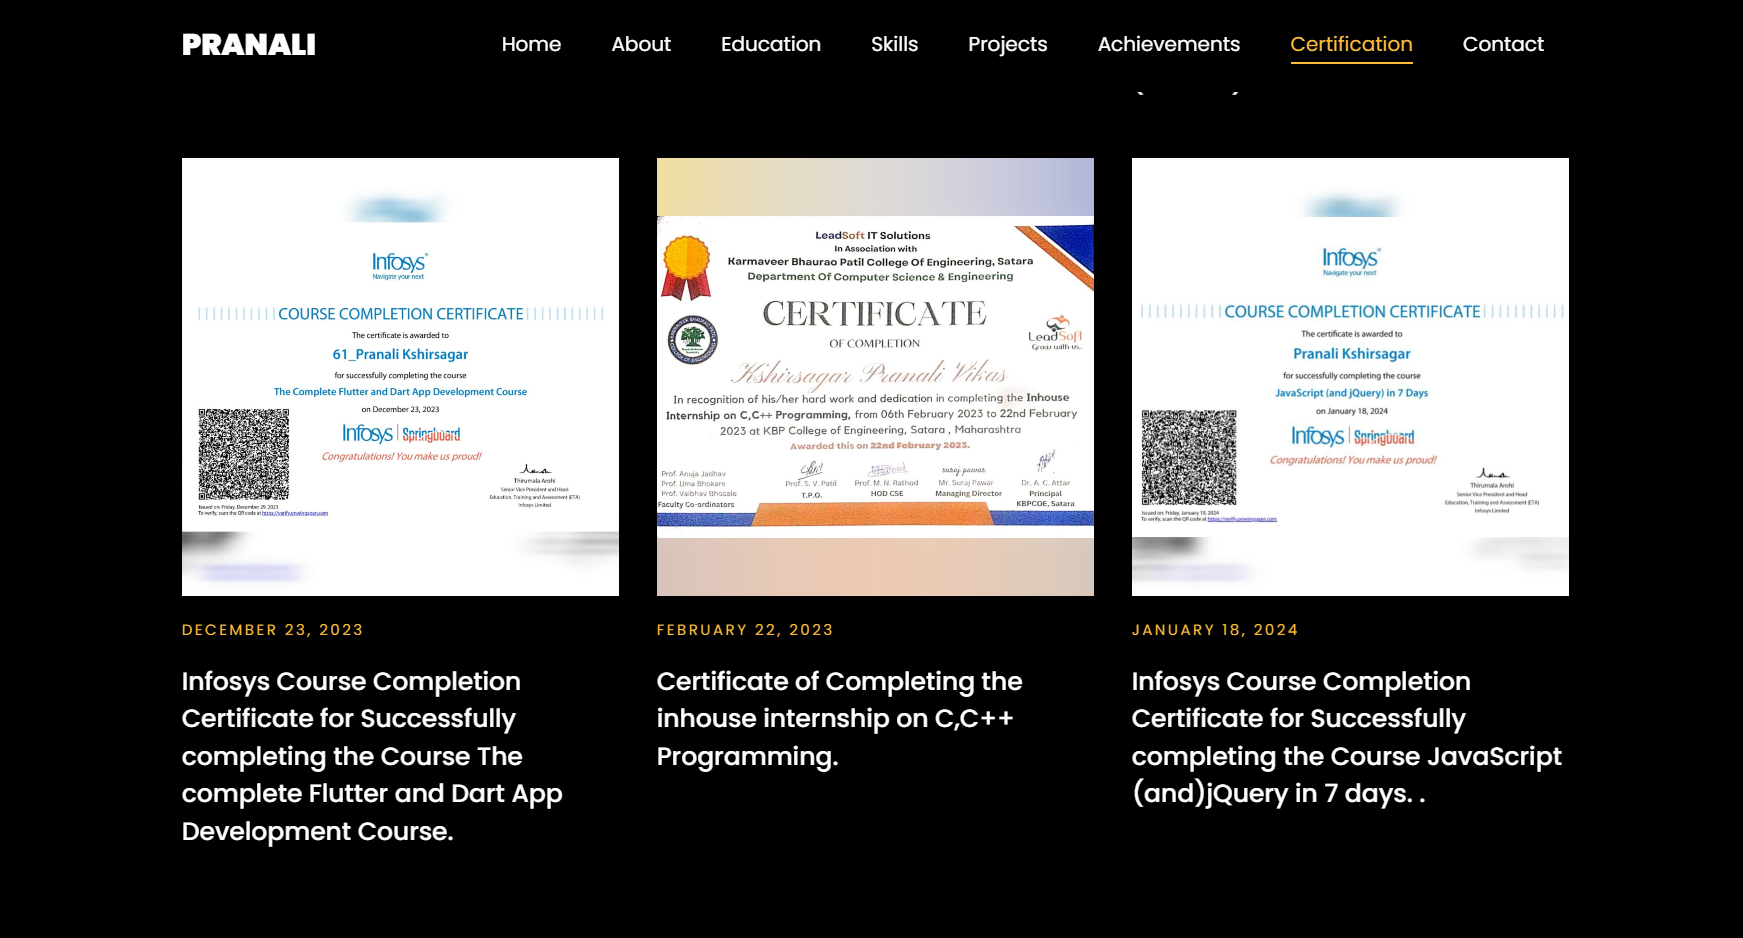 PRANALI
Home About Education Skills Projects Achievements Certification Contact
Infosys®
Navigate your next
COURSE COMPLETION CERTIFICATE
The certificate is awarded to
61_Pranali Kshirsagar
for successfully completing the course
The Complete Flutter and Dart App Development Course
on December 23, 2023
Infosys | Springboard
Congratulations! You make us proud!
Thirumala Arohi
Senior Vice President and Head
Education, Training and Assessment (ETA)
Infosys Limited
Issued on: Friday, December 29, 2023
To verify, scan the QR code at https://verify.onwingspan.com
DECEMBER 23, 2023
Infosys Course Completion
Certificate for Successfully
completing the Course The
complete Flutter and Dart App
Development Course.
LeadSoft IT Solutions
In Association with
Karmaveer Bhaurao Patil College Of Engineering, Satara
Department Of Computer Science & Engineering
CERTIFICATE
OF COMPLETION
LeadSoft
Grow with us.
Kshirsagar Pranali Vikas
In recognition of his/her hard work and dedication in completing the Inhouse
Internship on C,C++ Programming, from 06th February 2023 to 22nd February
2023 at KBP College of Engineering, Satara , Maharashtra
Awarded this on 22nd February 2023.
Prof. Anuja Jadhav
Prof. Uma Bhokare
Prof. Vaibhav Bhosale
Faculty Co-ordinators
Prof. S. V. Patil
T.P.O.
Prof. M. N. Rathod
HOD CSE
suraj pawar
Mr. Suraj Pawar
Managing Director
Dr. A. C. Attar
Principal
KBPCOE, Satara
FEBRUARY 22, 2023
Certificate of Completing the
inhouse internship on C,C++
Programming.
Infosys®
Navigate your next
COURSE COMPLETION CERTIFICATE
The certificate is awarded to
Pranali Kshirsagar
for successfully completing the course
JavaScript (and jQuery) in 7 Days
on January 18, 2024
Infosys | Springboard
Congratulations! You make us proud!
Thirumala Arohi
Senior Vice President and Head
Education, Training and Assessment (ETA)
Infosys Limited
Issued on: Friday, January 19, 2024
To verify, scan the QR code at https://verify.onwingspan.com
JANUARY 18, 2024
Infosys Course Completion
Certificate for Successfully
completing the Course JavaScript
(and)jQuery in 7 days. .